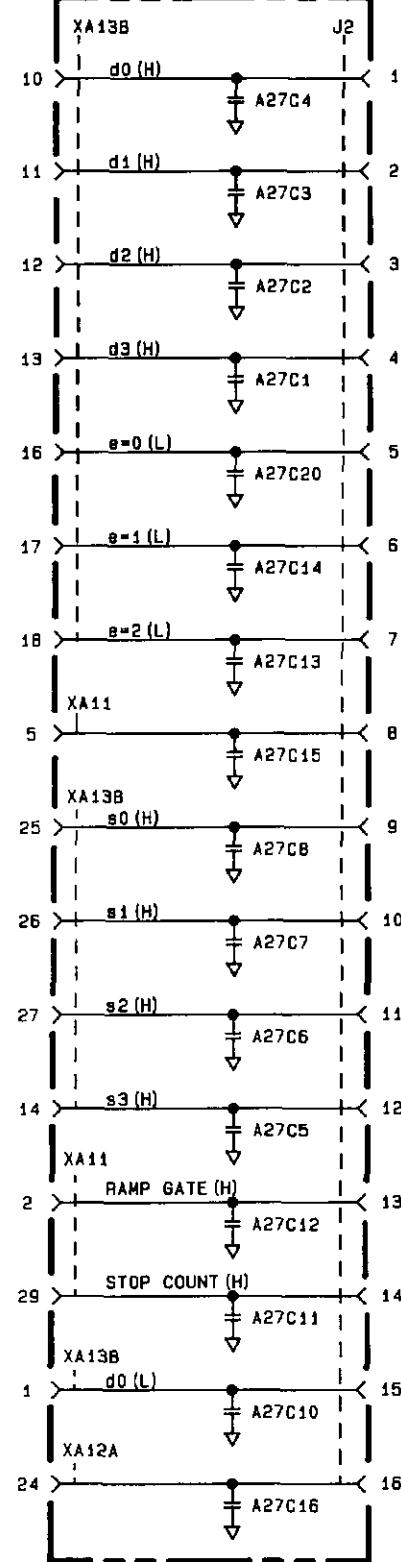 XA13B J2
10 d0(H) 1
A27C4
11 d1(H) 2
A27C3
12 d2(H) 3
A27C2
13 d3(H) 4
A27C1
16 e=0(L) 5
A27C20
17 e=1(L) 6
A27C14
18 e=2(L) 7
A27C13
XA11
5 8
A27C15
XA13B
25 s0(H) 9
A27C8
26 s1(H) 10
A27C7
27 s2(H) 11
A27C6
14 s3(H) 12
A27C5
XA11
2 RAMP GATE(H) 13
A27C12
29 STOP COUNT(H) 14
A27C11
XA13B
1 d0(L) 15
A27C10
XA12A
24 16
A27C16